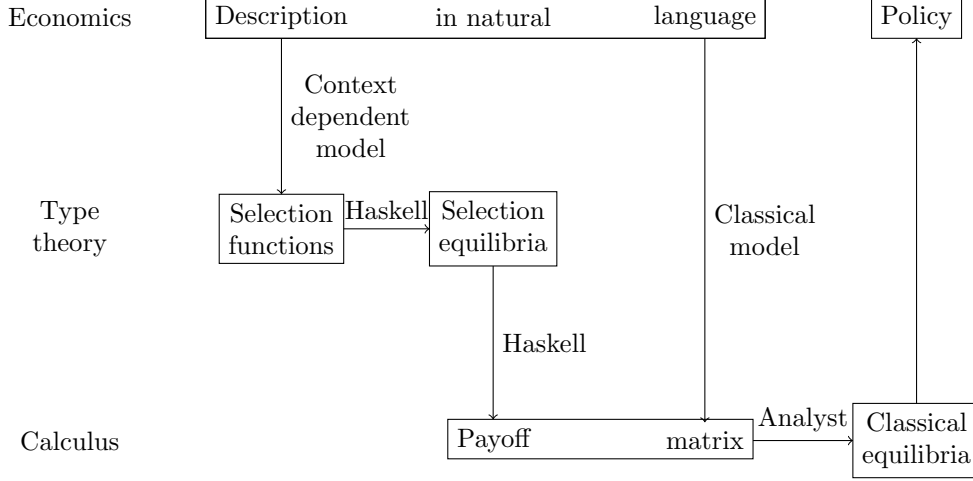 Economics
Description in natural language
Policy
Context
dependent
model
Type
theory
Selection
functions
Haskell
Selection
equilibria
Classical
model
Haskell
Calculus
Payoff matrix
Analyst
Classical
equilibria